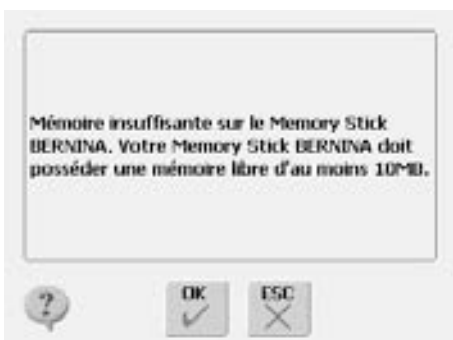 Mémoire insuffisante sur le Memory Stick
BERNINA. Votre Memory Stick BERNINA doit
posséder une mémoire libre d'au moins 10MB.
?
OK
ESC